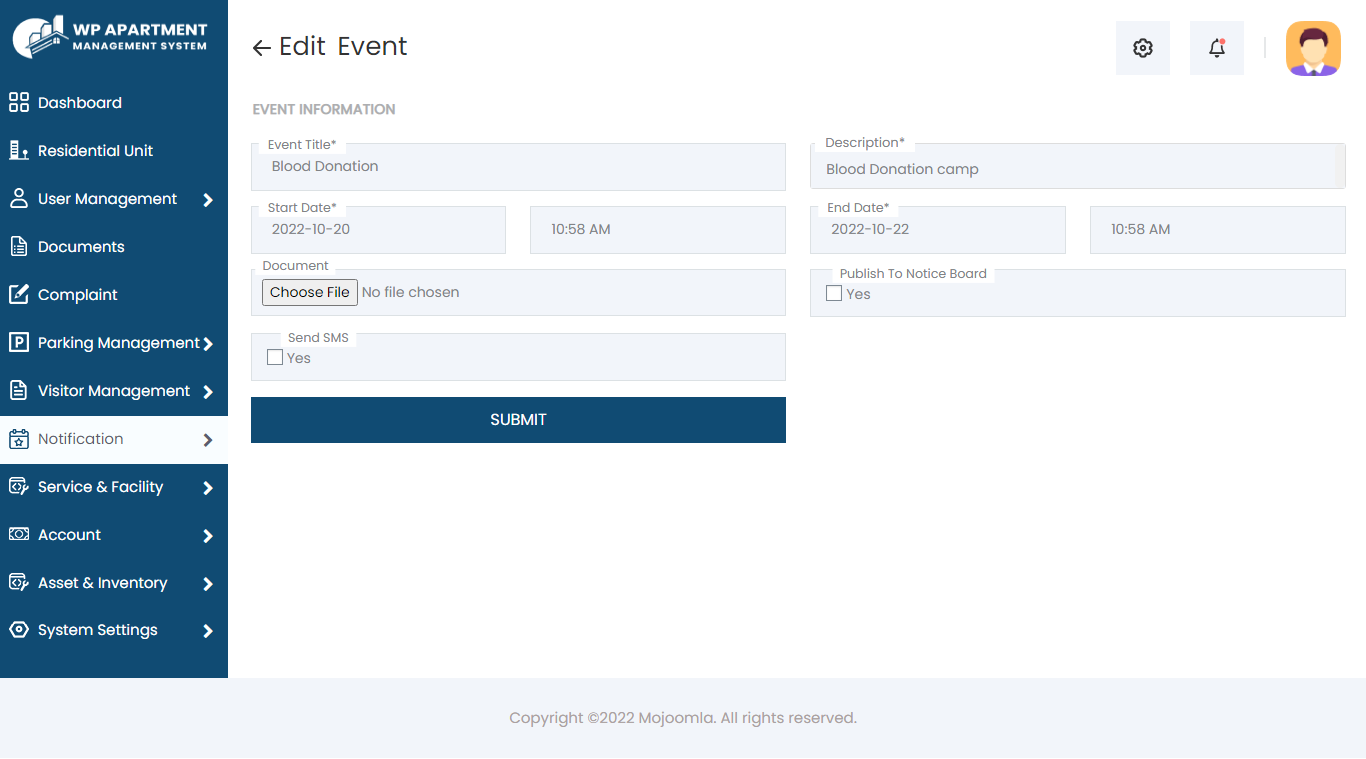 WP APARTMENT
MANAGEMENT SYSTEM
Dashboard
Residential Unit
User Management
Documents
Complaint
Parking Management
Visitor Management
Notification
Service & Facility
Account
Asset & Inventory
System Settings
Edit Event
EVENT INFORMATION
Event Title*
Blood Donation
Description*
Blood Donation camp
Start Date*
2022-10-20
10:58 AM
End Date*
2022-10-22
10:58 AM
Document
Choose File No file chosen
Publish To Notice Board
Yes
Send SMS
Yes
SUBMIT
Copyright ©2022 Mojoomla. All rights reserved.